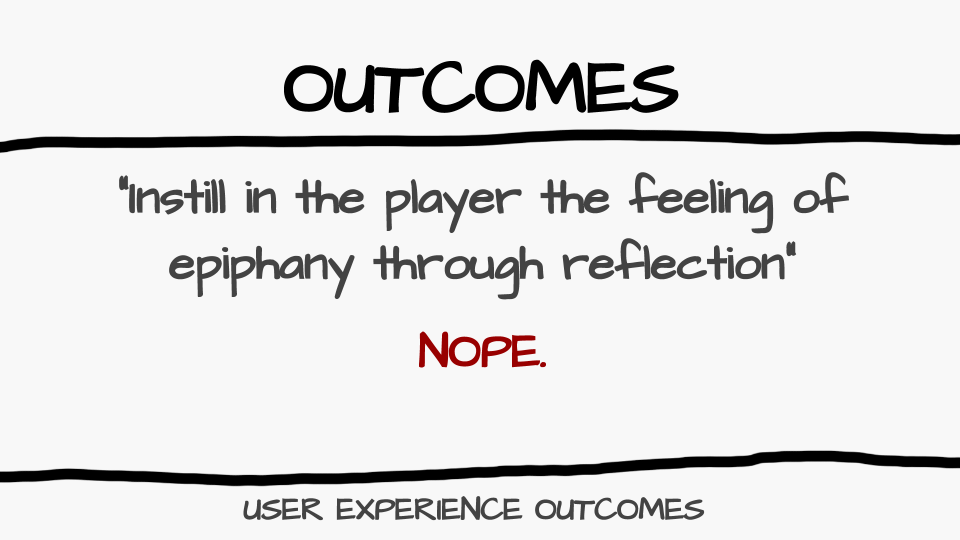 OUTCOMES
"Instill in the player the feeling of
epiphany through reflection"
NOPE.
USER EXPERIENCE OUTCOMES